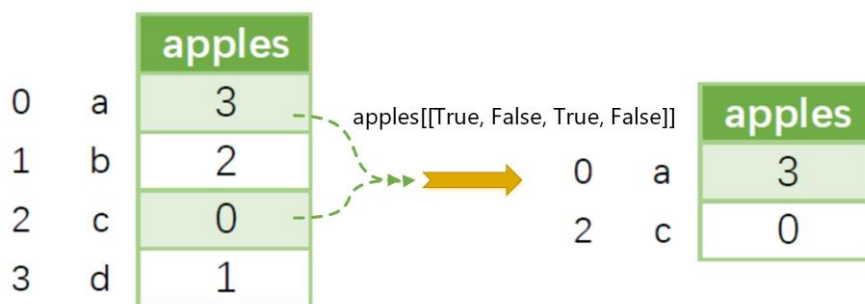 apples
0 a 3
1 b 2
2 c 0
3 d 1
apples[[True, False, True, False]]
apples
0 a 3
2 c 0